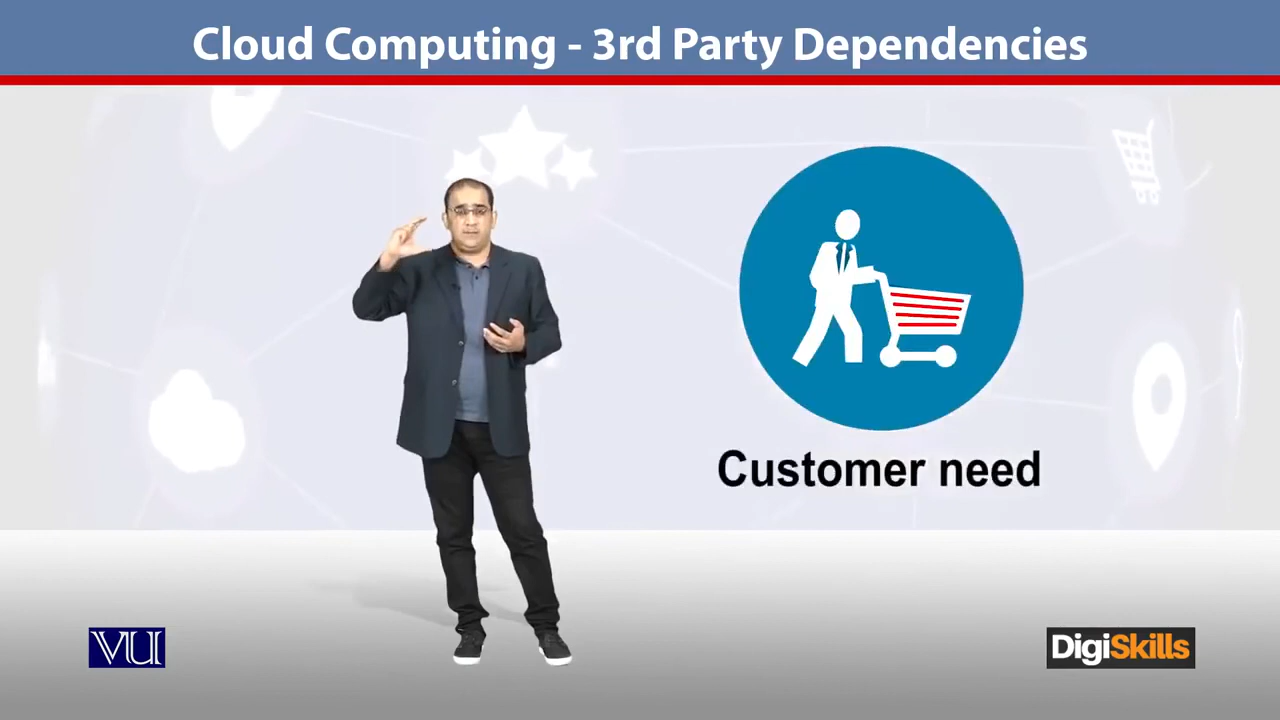 Cloud Computing - 3rd Party Dependencies
Customer need
VU
DigiSkills